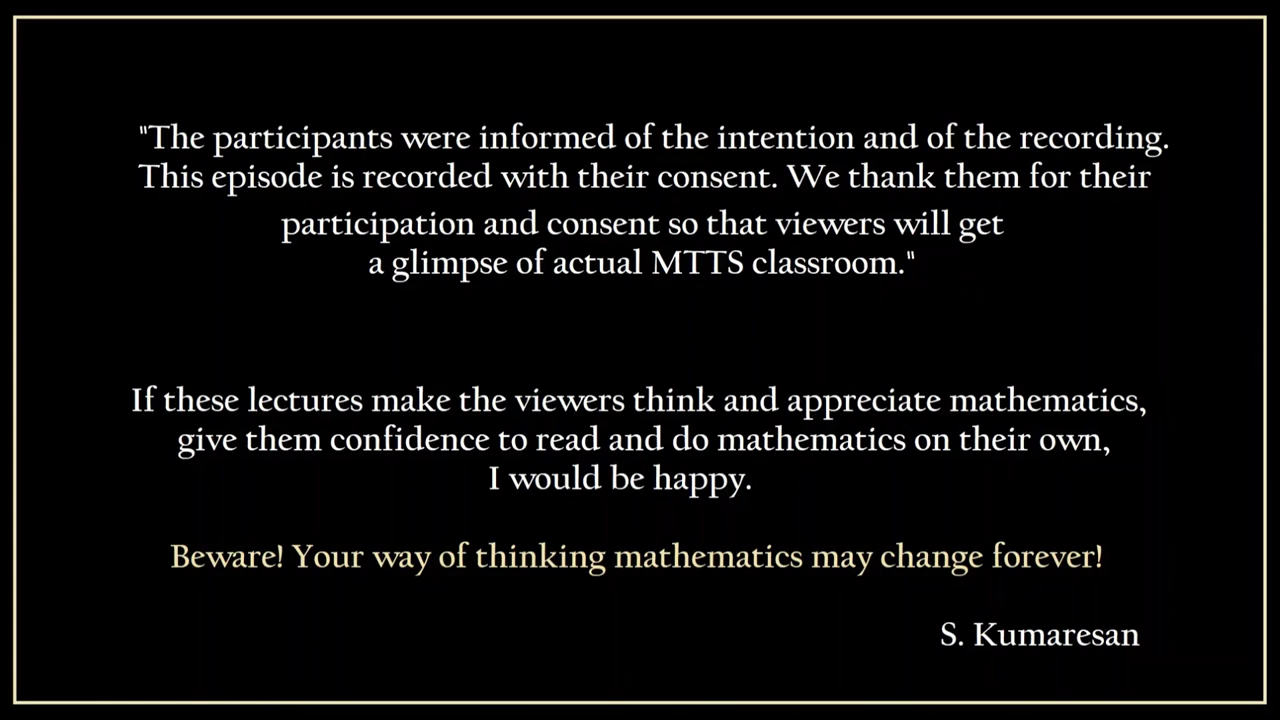 "The participants were informed of the intention and of the recording.
This episode is recorded with their consent. We thank them for their
participation and consent so that viewers will get
a glimpse of actual MTTS classroom."
If these lectures make the viewers think and appreciate mathematics,
give them confidence to read and do mathematics on their own,
I would be happy.
Beware! Your way of thinking mathematics may change forever!
S. Kumaresan